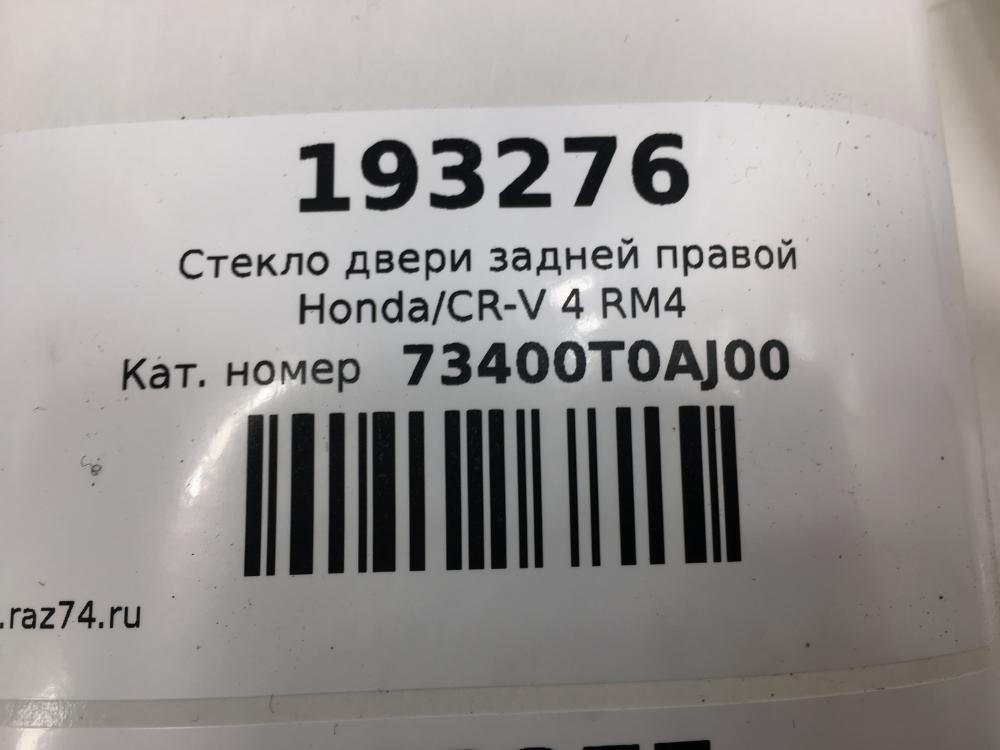 193276
Стекло двери задней правой
Honda/CR-V 4 RM4
Кат. номер 73400T0AJ00
.raz74.ru